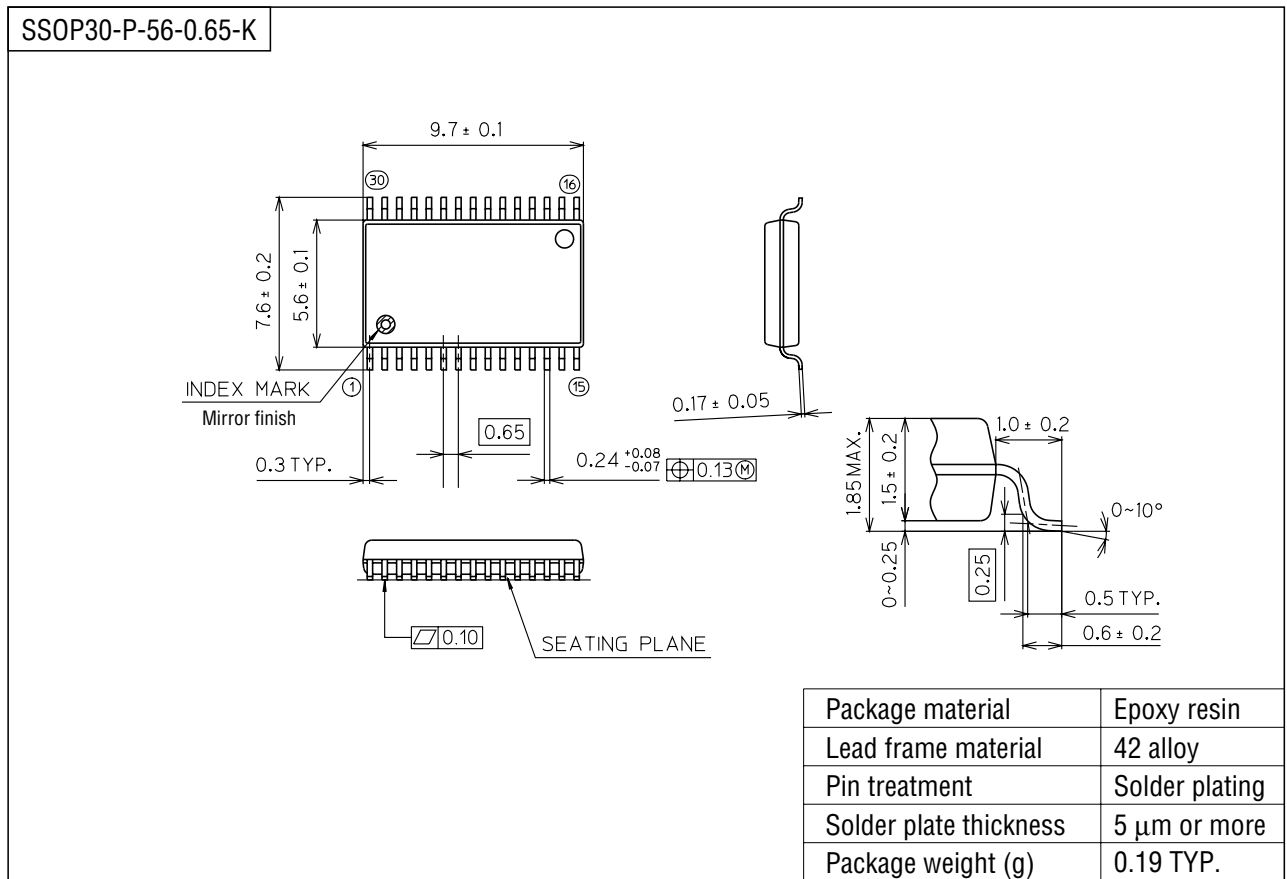 SSOP30-P-56-0.65-K
9.7 ± 0.1
30
16
7.6 ± 0.2
5.6 ± 0.1
INDEX MARK
Mirror finish
1
15
0.65
0.3 TYP.
0.24 +0.08 -0.07
0.13 Ⓜ
0.17 ± 0.05
1.85 MAX.
1.5 ± 0.2
1.0 ± 0.2
0~10°
0~0.25
0.25
0.5 TYP.
0.6 ± 0.2
0.10
SEATING PLANE
Package material Epoxy resin
Lead frame material 42 alloy
Pin treatment Solder plating
Solder plate thickness 5 μm or more
Package weight (g) 0.19 TYP.